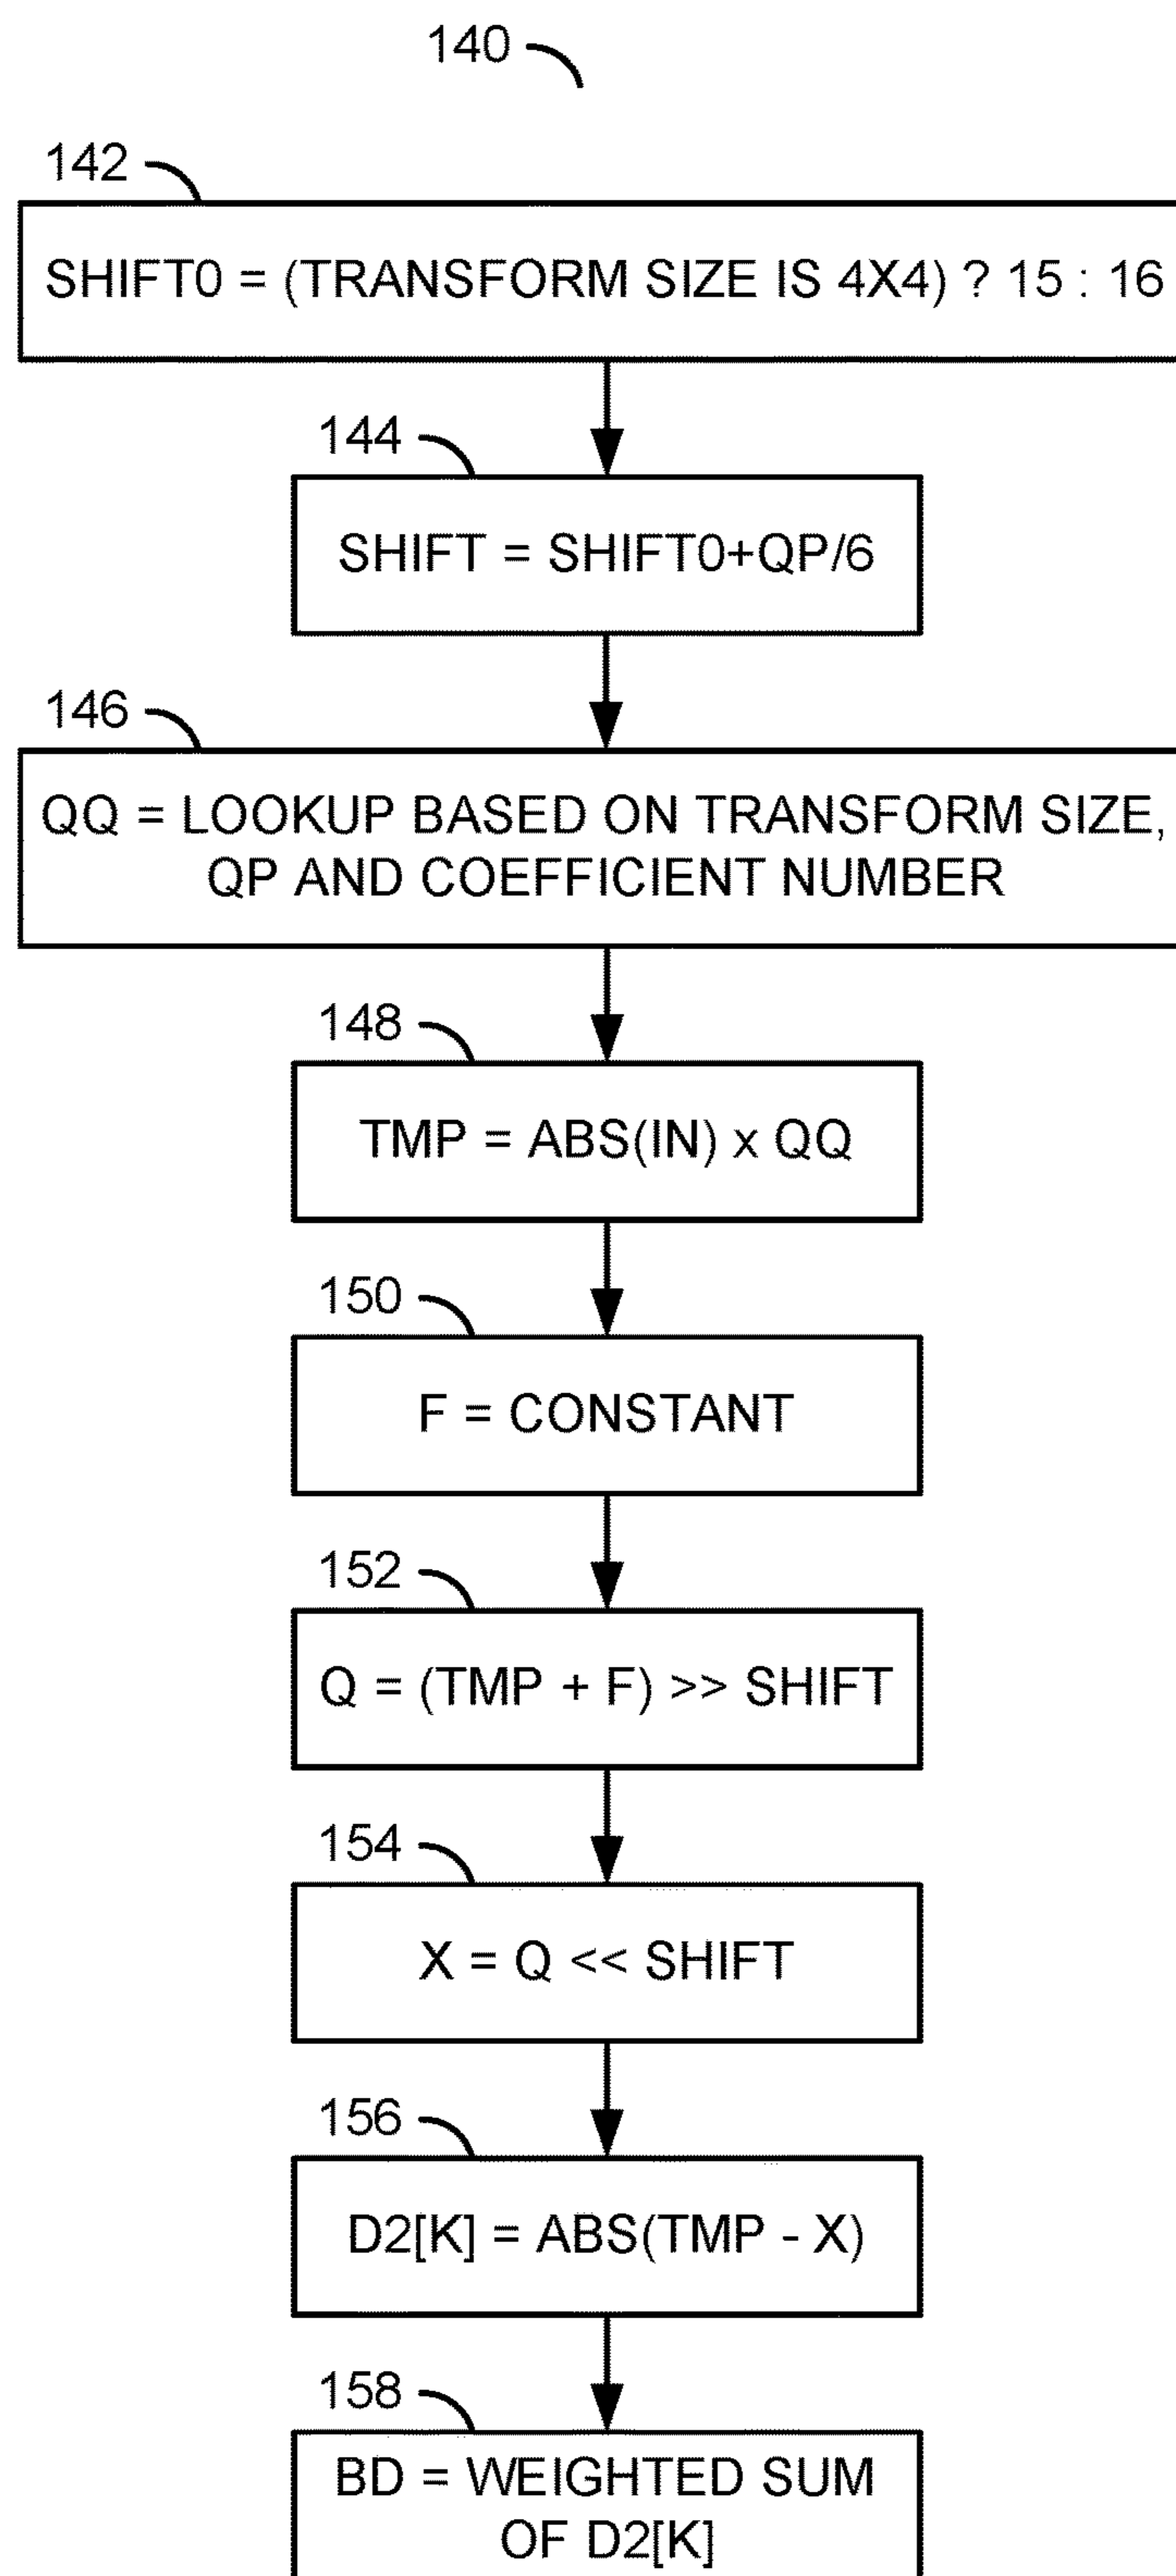 140
142
SHIFT0 = (TRANSFORM SIZE IS 4X4) ? 15 : 16
144
SHIFT = SHIFT0+QP/6
146
QQ = LOOKUP BASED ON TRANSFORM SIZE,
QP AND COEFFICIENT NUMBER
148
TMP = ABS(IN) x QQ
150
F = CONSTANT
152
Q = (TMP + F) >> SHIFT
154
X = Q << SHIFT
156
D2[K] = ABS(TMP - X)
158
BD = WEIGHTED SUM
OF D2[K]